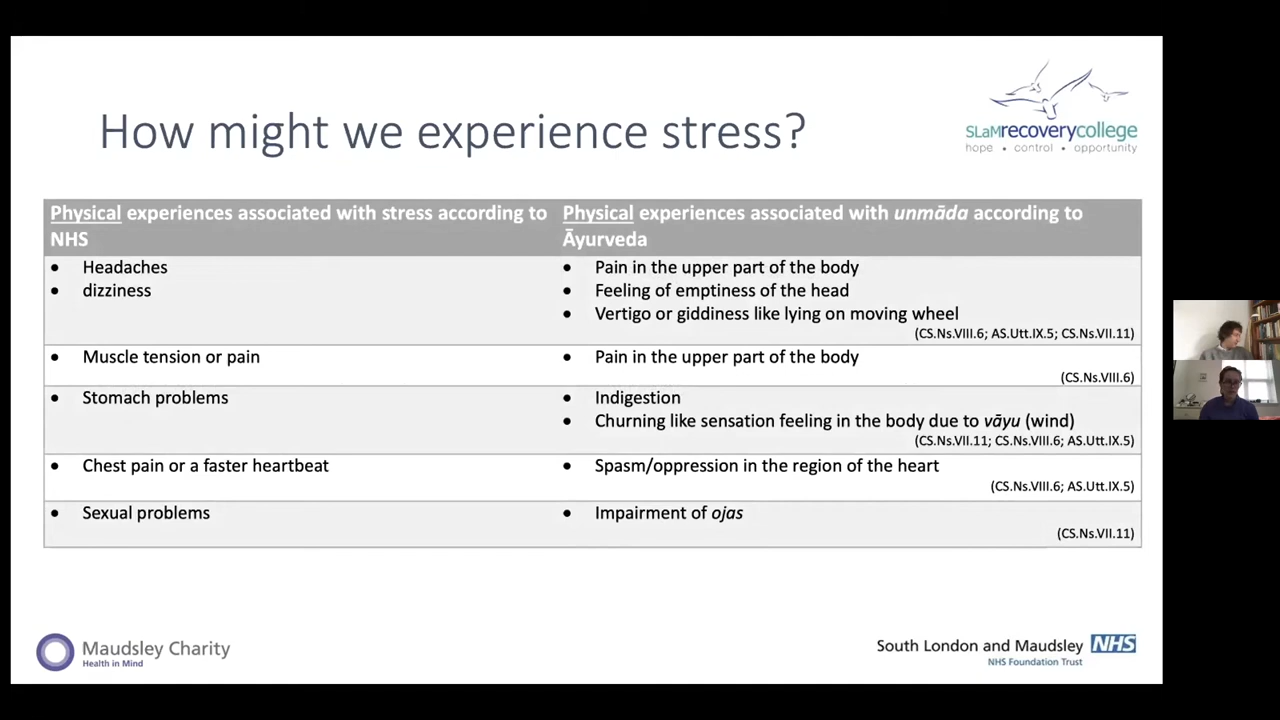 How might we experience stress?
SLaMrecoverycollege
hope • control • opportunity
Physical experiences associated with stress according to
NHS
Physical experiences associated with unmāda according to
Āyurveda
• Headaches
• dizziness
• Pain in the upper part of the body
• Feeling of emptiness of the head
• Vertigo or giddiness like lying on moving wheel
(CS.Ns.VIII.6; AS.Utt.IX.5; CS.Ns.VII.11)
• Muscle tension or pain
• Pain in the upper part of the body
(CS.Ns.VIII.6)
• Stomach problems
• Indigestion
• Churning like sensation feeling in the body due to vāyu (wind)
(CS.Ns.VII.11; CS.Ns.VIII.6; AS.Utt.IX.5)
• Chest pain or a faster heartbeat
• Spasm/oppression in the region of the heart
(CS.Ns.VIII.6; AS.Utt.IX.5)
• Sexual problems
• Impairment of ojas
(CS.Ns.VII.11)
Maudsley Charity
Health in Mind
South London and Maudsley NHS
NHS Foundation Trust